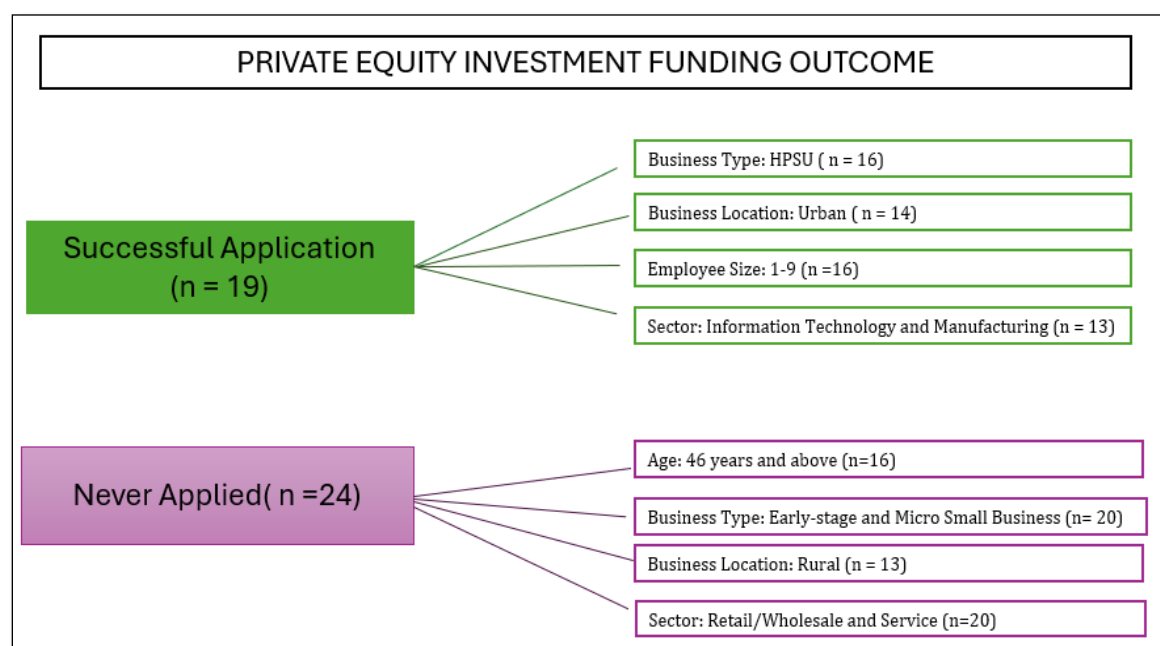 PRIVATE EQUITY INVESTMENT FUNDING OUTCOME
Successful Application
(n = 19)
Business Type: HPSU ( n = 16)
Business Location: Urban ( n = 14)
Employee Size: 1-9 (n =16)
Sector: Information Technology and Manufacturing (n = 13)
Never Applied( n =24)
Age: 46 years and above (n=16)
Business Type: Early-stage and Micro Small Business (n= 20)
Business Location: Rural (n = 13)
Sector: Retail/Wholesale and Service (n=20)